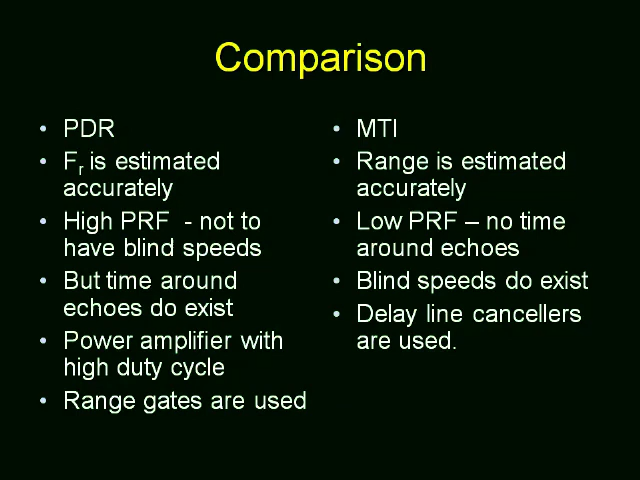 Comparison
• PDR
• Fr is estimated
accurately
• High PRF - not to
have blind speeds
• But time around
echoes do exist
• Power amplifier with
high duty cycle
• Range gates are used
• MTI
• Range is estimated
accurately
• Low PRF – no time
around echoes
• Blind speeds do exist
• Delay line cancellers
are used.